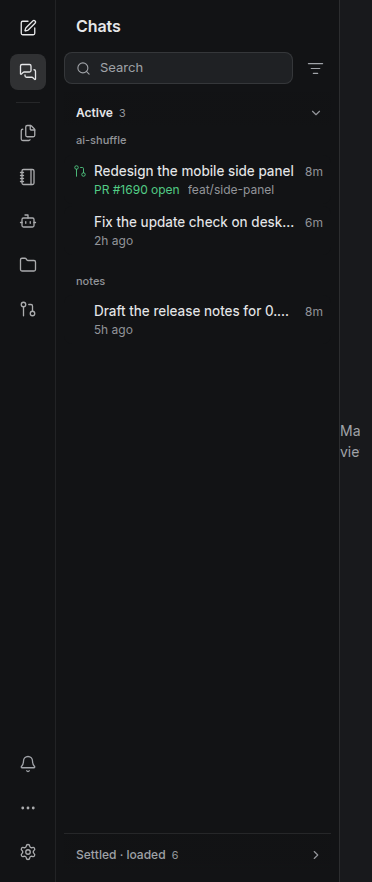 Chats
Search
Active 3
ai-shuffle
Redesign the mobile side panel 8m
PR #1690 open feat/side-panel
Fix the update check on desk... 6m
2h ago
notes
Draft the release notes for 0.... 8m
5h ago
Ma
vie
Settled · loaded 6